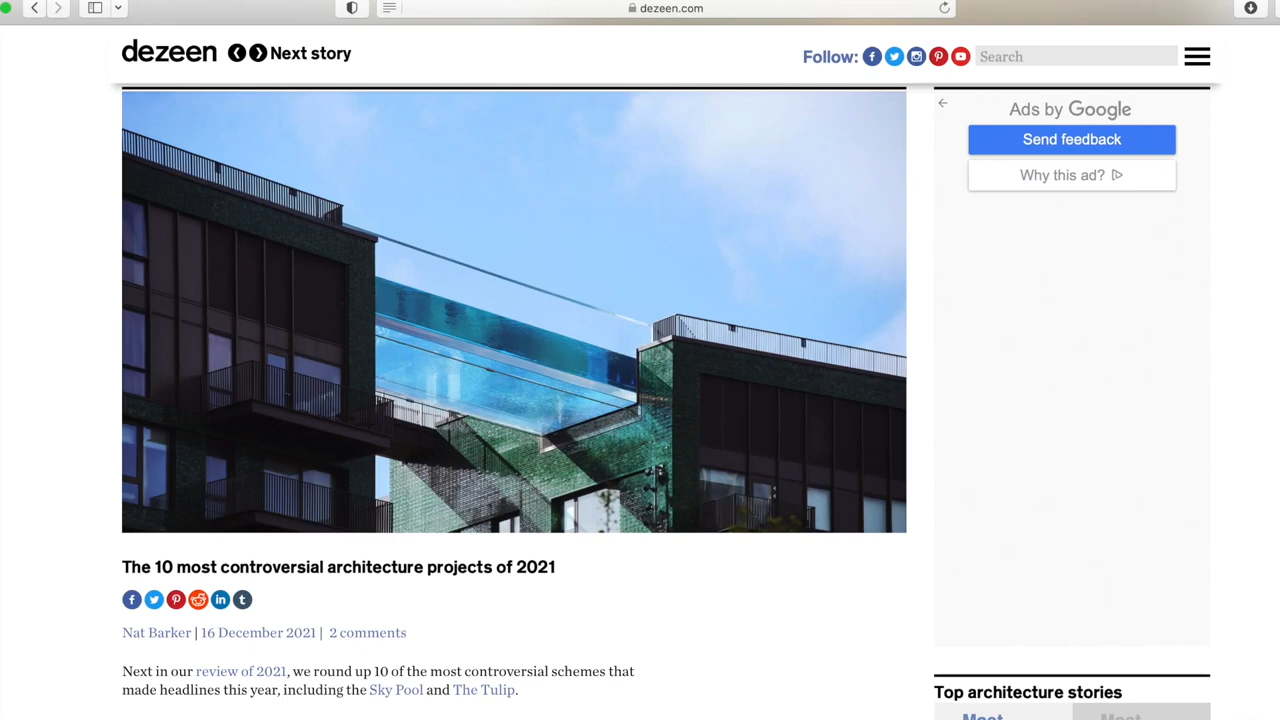 dezeen.com
dezeen Next story
Follow:
Search
Ads by Google
Send feedback
Why this ad?
The 10 most controversial architecture projects of 2021
Nat Barker | 16 December 2021 | 2 comments
Next in our review of 2021, we round up 10 of the most controversial schemes that
made headlines this year, including the Sky Pool and The Tulip.
Top architecture stories
Most
Most